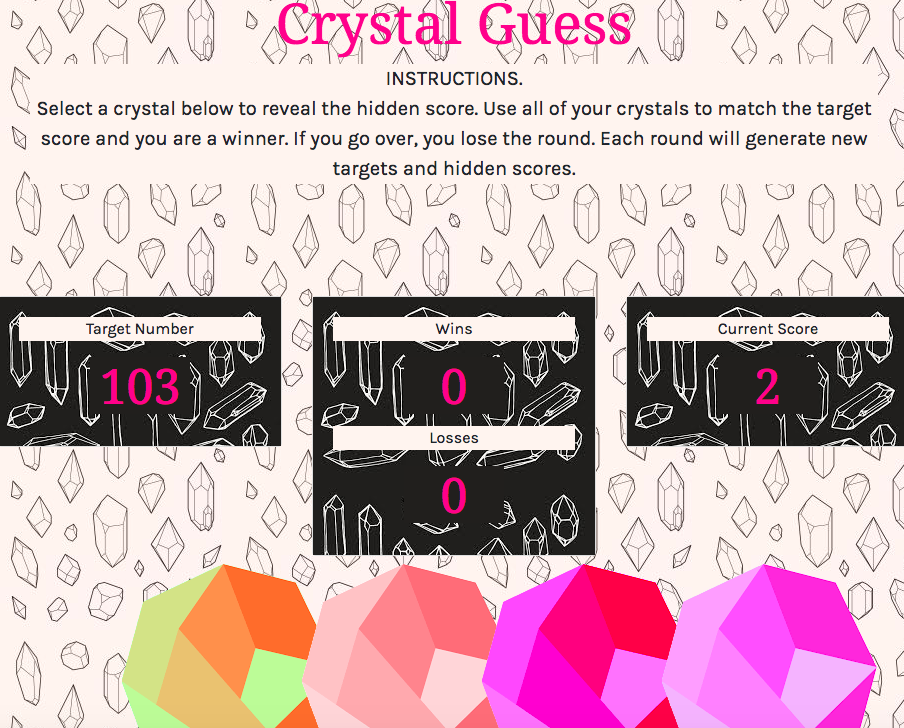 Crystal Guess
INSTRUCTIONS.
Select a crystal below to reveal the hidden score. Use all of your crystals to match the target
score and you are a winner. If you go over, you lose the round. Each round will generate new
targets and hidden scores.
Target Number
103
Wins
0
Losses
0
Current Score
2